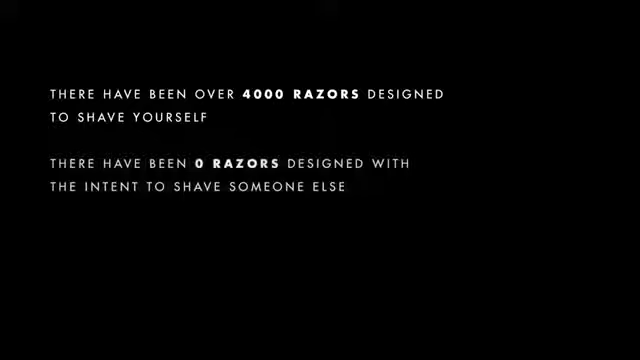 THERE HAVE BEEN OVER 4000 RAZORS DESIGNED
TO SHAVE YOURSELF
THERE HAVE BEEN 0 RAZORS DESIGNED WITH
THE INTENT TO SHAVE SOMEONE ELSE